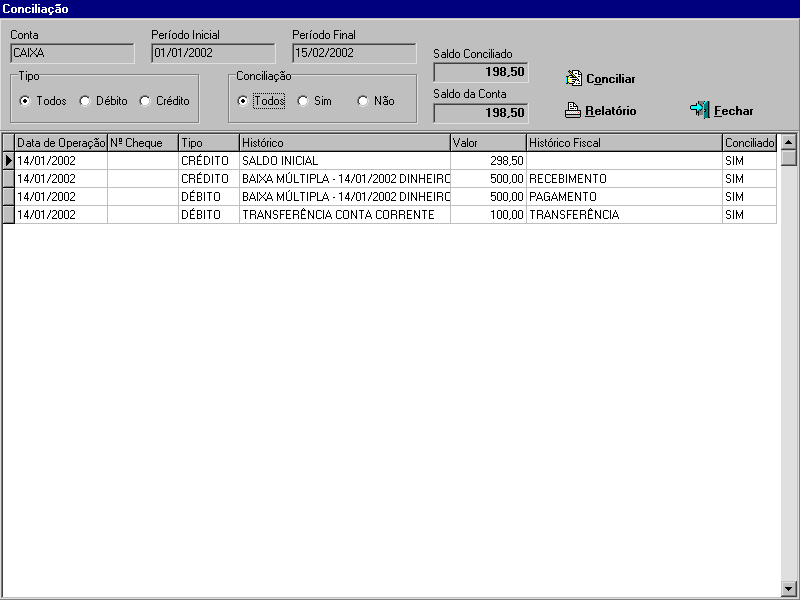 Conciliação
Conta
Período Inicial
Período Final
CAIXA
01/01/2002
15/02/2002
Saldo Conciliado
198,50
Conciliar
Tipo
Todos Débito Crédito
Conciliação
Todos Sim Não
Saldo da Conta
198,50
Relatório
Fechar
Data de Operação Nº Cheque Tipo Histórico Valor Histórico Fiscal Conciliado
14/01/2002 CRÉDITO SALDO INICIAL 298,50 SIM
14/01/2002 CRÉDITO BAIXA MÚLTIPLA - 14/01/2002 DINHEIRO 500,00 RECEBIMENTO SIM
14/01/2002 DÉBITO BAIXA MÚLTIPLA - 14/01/2002 DINHEIRO 500,00 PAGAMENTO SIM
14/01/2002 DÉBITO TRANSFERÊNCIA CONTA CORRENTE 100,00 TRANSFERÊNCIA SIM